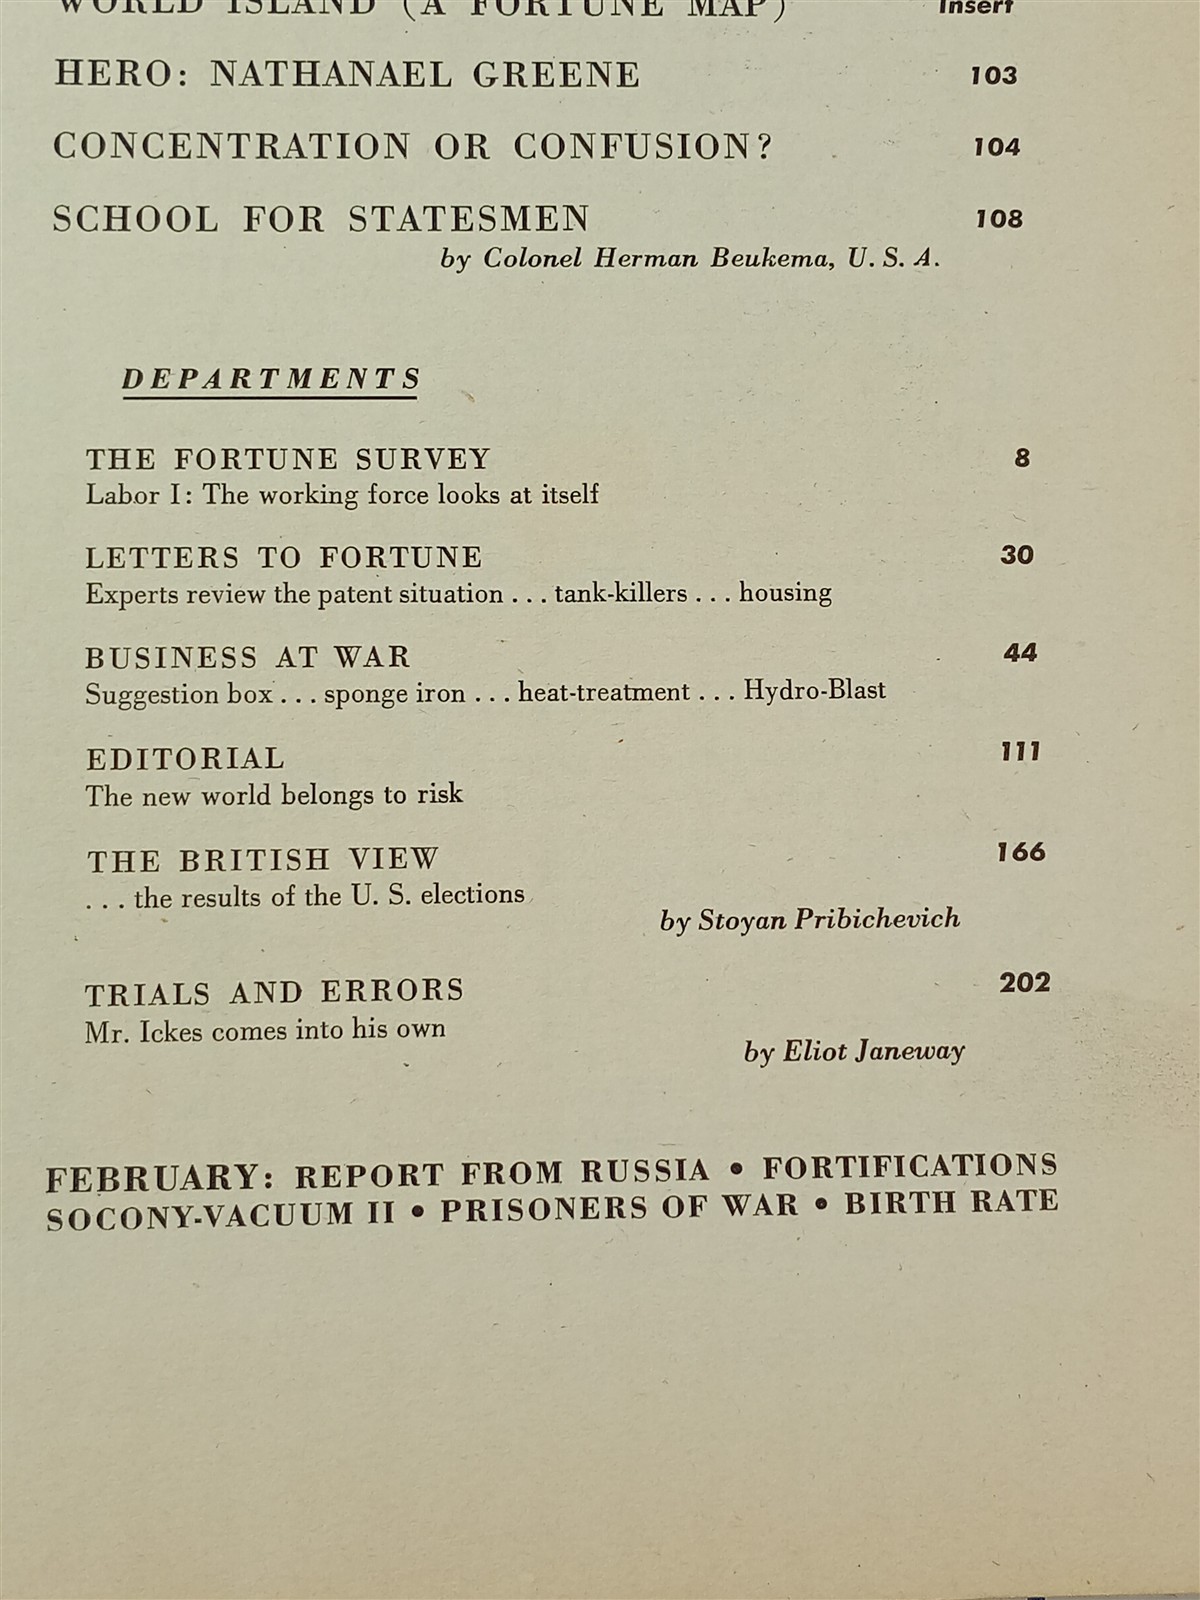 WORLD ISLAND (A FORTUNE MAP) Insert
HERO: NATHANAEL GREENE 103
CONCENTRATION OR CONFUSION? 104
SCHOOL FOR STATESMEN 108
by Colonel Herman Beukema, U. S. A.
DEPARTMENTS
THE FORTUNE SURVEY 8
Labor I: The working force looks at itself
LETTERS TO FORTUNE 30
Experts review the patent situation . . . tank-killers . . . housing
BUSINESS AT WAR 44
Suggestion box . . . sponge iron . . . heat-treatment . . . Hydro-Blast
EDITORIAL 111
The new world belongs to risk
THE BRITISH VIEW 166
. . . the results of the U. S. elections
by Stoyan Pribichevich
TRIALS AND ERRORS 202
Mr. Ickes comes into his own
by Eliot Janeway
FEBRUARY: REPORT FROM RUSSIA • FORTIFICATIONS
SOCONY-VACUUM II • PRISONERS OF WAR • BIRTH RATE